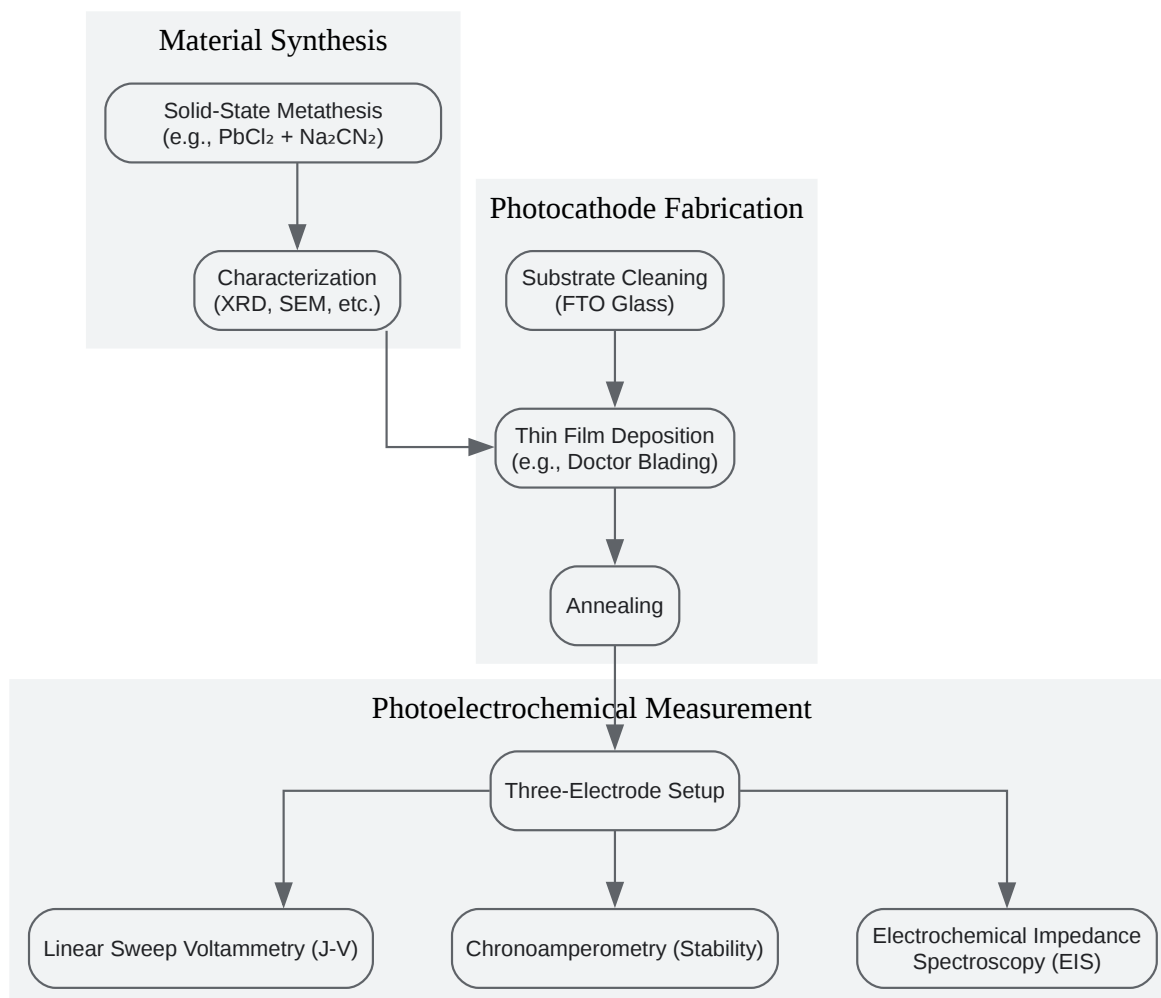 Material Synthesis
Solid-State Metathesis
(e.g., PbCl₂ + Na₂CN₂)
Characterization
(XRD, SEM, etc.)
Photocathode Fabrication
Substrate Cleaning
(FTO Glass)
Thin Film Deposition
(e.g., Doctor Blading)
Annealing
Photoelectrochemical Measurement
Three-Electrode Setup
Linear Sweep Voltammetry (J-V)
Chronoamperometry (Stability)
Electrochemical Impedance
Spectroscopy (EIS)